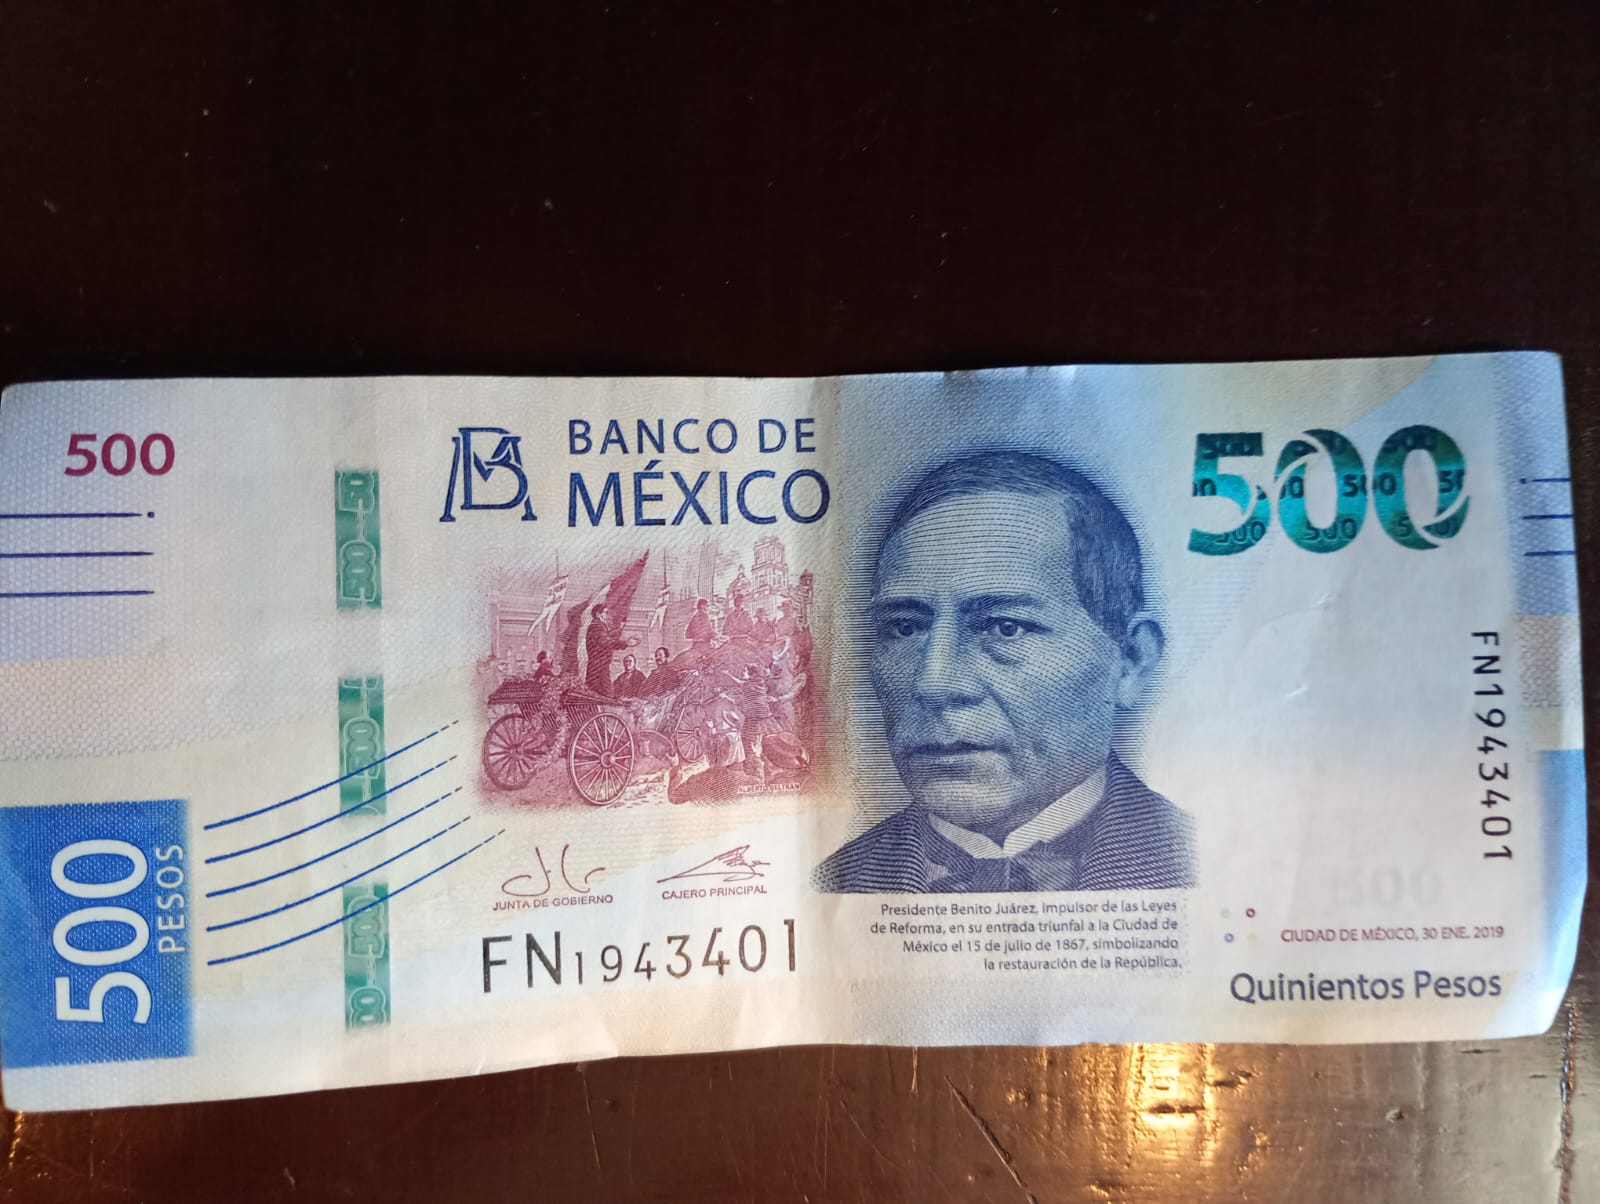 500
BANCO DE
MÉXICO
500
FN1943401
ALBERTO BELTRÁN
500
PESOS
JUNTA DE GOBIERNO
CAJERO PRINCIPAL
FN1943401
Presidente Benito Juárez, impulsor de las Leyes
de Reforma, en su entrada triunfal a la Ciudad de
México el 15 de julio de 1867, simbolizando
la restauración de la República.
CIUDAD DE MÉXICO, 30 ENE. 2019
Quinientos Pesos